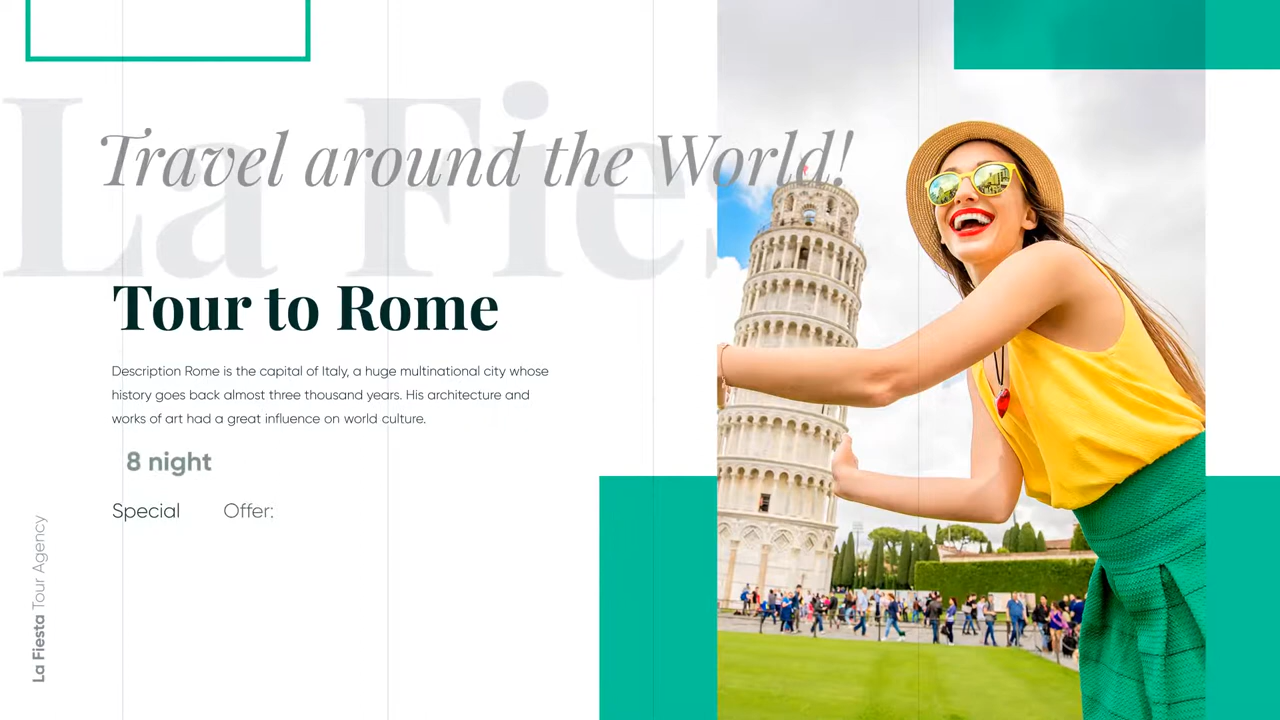 La Fies
Travel around the World!
Tour to Rome
Description Rome is the capital of Italy, a huge multinational city whose
history goes back almost three thousand years. His architecture and
works of art had a great influence on world culture.
8 night
Special Offer:
La Fiesta Tour Agency